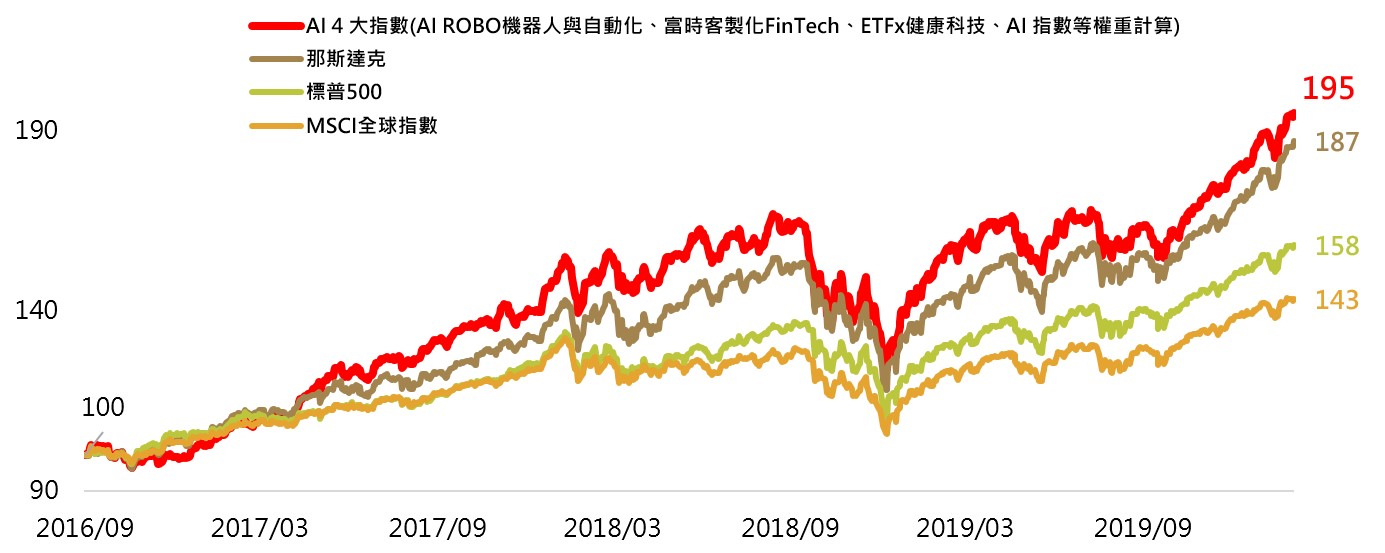 AI 4 大指數(AI ROBO機器人與自動化、富時客製化FinTech、ETFx健康科技、AI 指數等權重計算)
那斯達克
標普500
MSCI全球指數
195
190
187
158
140
143
100
90
2016/09 2017/03 2017/09 2018/03 2018/09 2019/03 2019/09